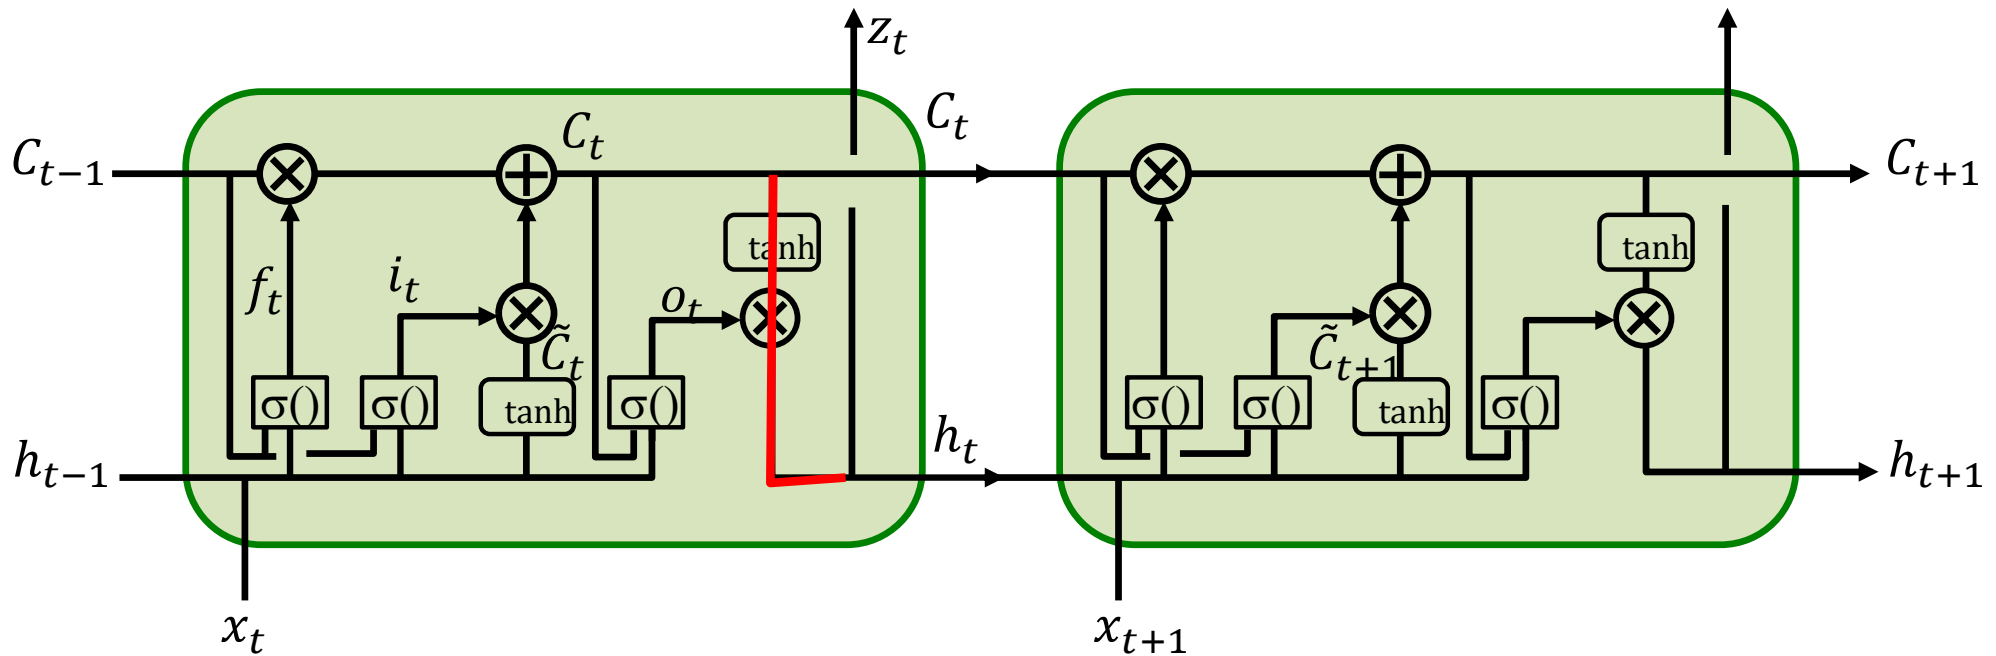 z_t
C_t
C_t
C_{t-1}
C_{t+1}
tanh
tanh
f_t
i_t
o_t
C̃_t
C̃_{t+1}
σ()
σ()
tanh
σ()
σ()
σ()
tanh
σ()
h_{t-1}
h_t
h_{t+1}
x_t
x_{t+1}